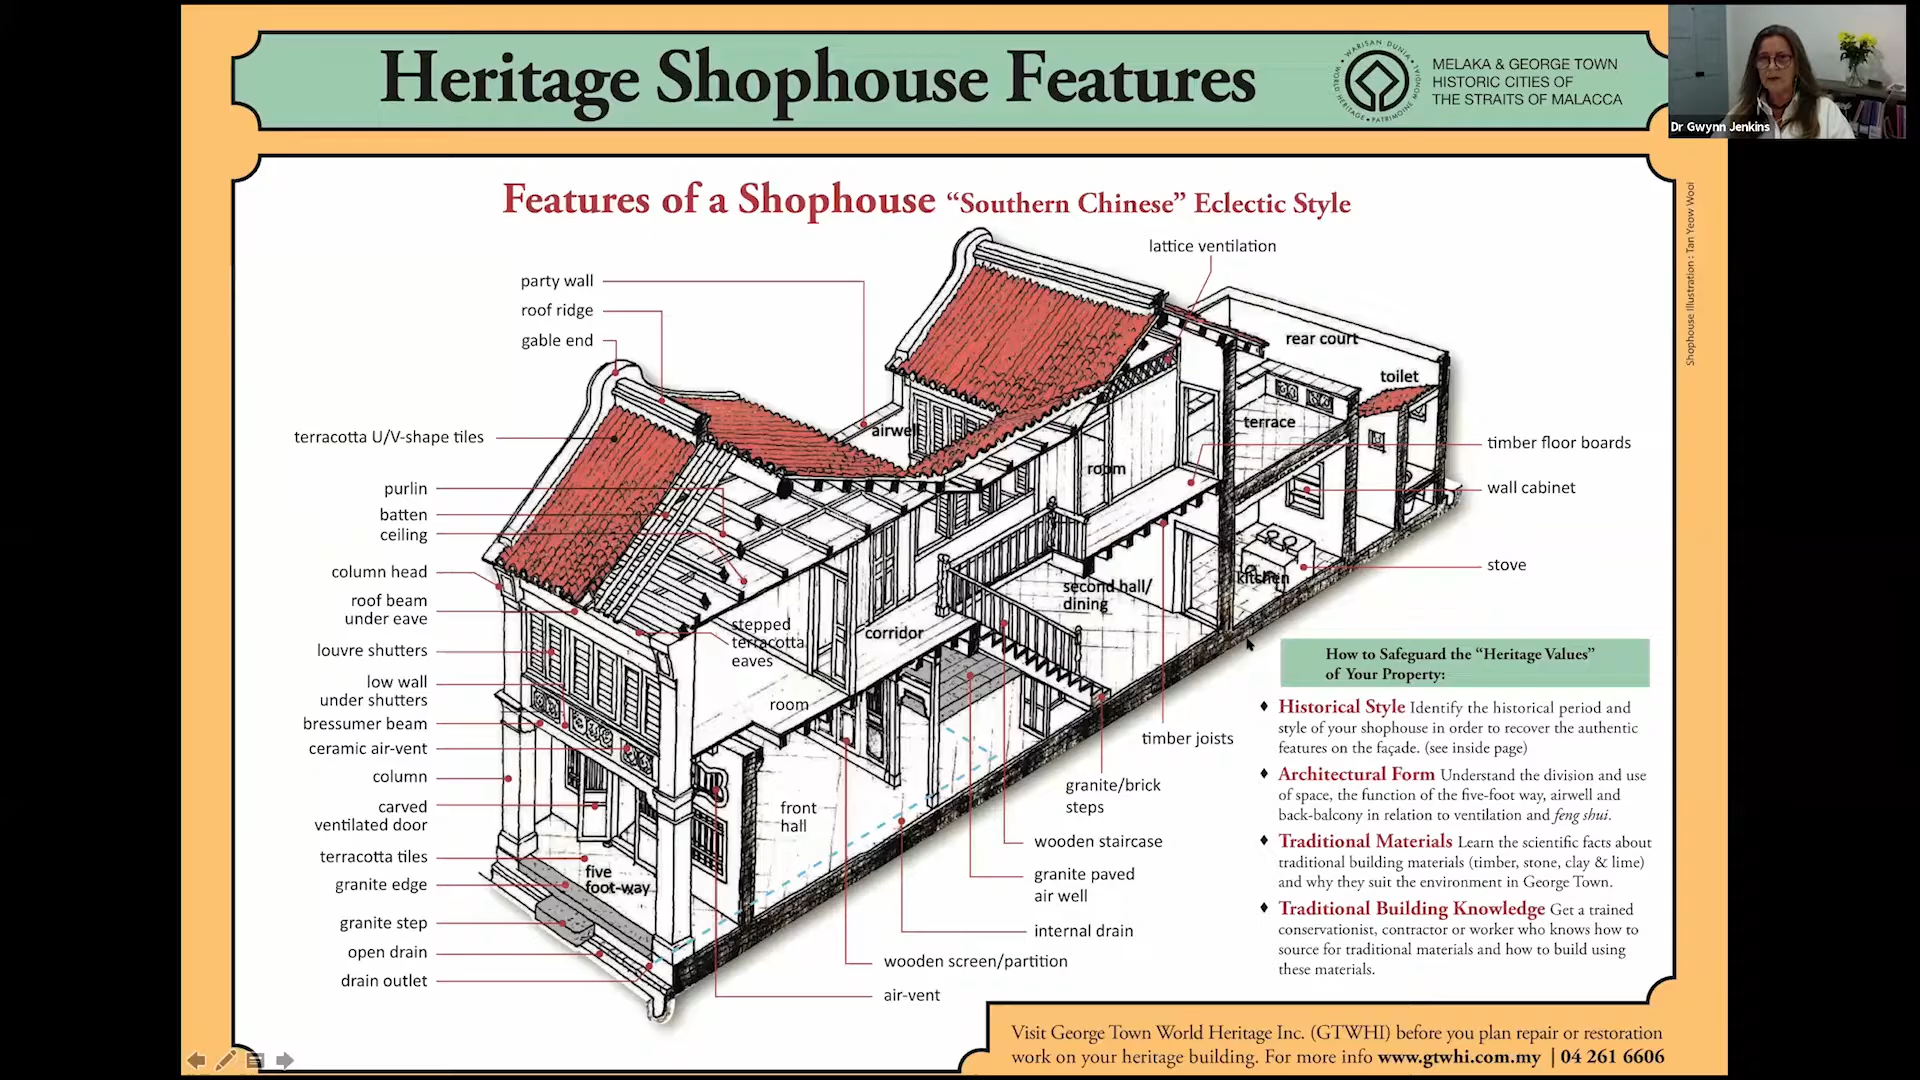 Heritage Shophouse Features
WARISAN DUNIA
WORLD HERITAGE • PATRIMOINE MONDIAL
MELAKA & GEORGE TOWN
HISTORIC CITIES OF
THE STRAITS OF MALACCA
Dr Gwynn Jenkins
Features of a Shophouse “Southern Chinese” Eclectic Style
Shophouse Illustration : Tan Yeow Wooi
lattice ventilation
party wall
roof ridge
gable end
terracotta U/V-shape tiles
purlin
batten
ceiling
column head
roof beam
under eave
louvre shutters
low wall
under shutters
bressumer beam
ceramic air-vent
column
carved
ventilated door
terracotta tiles
granite edge
granite step
open drain
drain outlet
rear court
toilet
airwell
terrace
room
kitchen
second hall/
dining
corridor
stepped
terracotta
eaves
room
front
hall
five
foot-way
timber floor boards
wall cabinet
stove
timber joists
granite/brick
steps
wooden staircase
granite paved
air well
internal drain
wooden screen/partition
air-vent
How to Safeguard the “Heritage Values”
of Your Property:
♦ Historical Style Identify the historical period and
style of your shophouse in order to recover the authentic
features on the façade. (see inside page)
♦ Architectural Form Understand the division and use
of space, the function of the five-foot way, airwell and
back-balcony in relation to ventilation and feng shui.
♦ Traditional Materials Learn the scientific facts about
traditional building materials (timber, stone, clay & lime)
and why they suit the environment in George Town.
♦ Traditional Building Knowledge Get a trained
conservationist, contractor or worker who knows how to
source for traditional materials and how to build using
these materials.
Visit George Town World Heritage Inc. (GTWHI) before you plan repair or restoration
work on your heritage building. For more info www.gtwhi.com.my | 04 261 6606